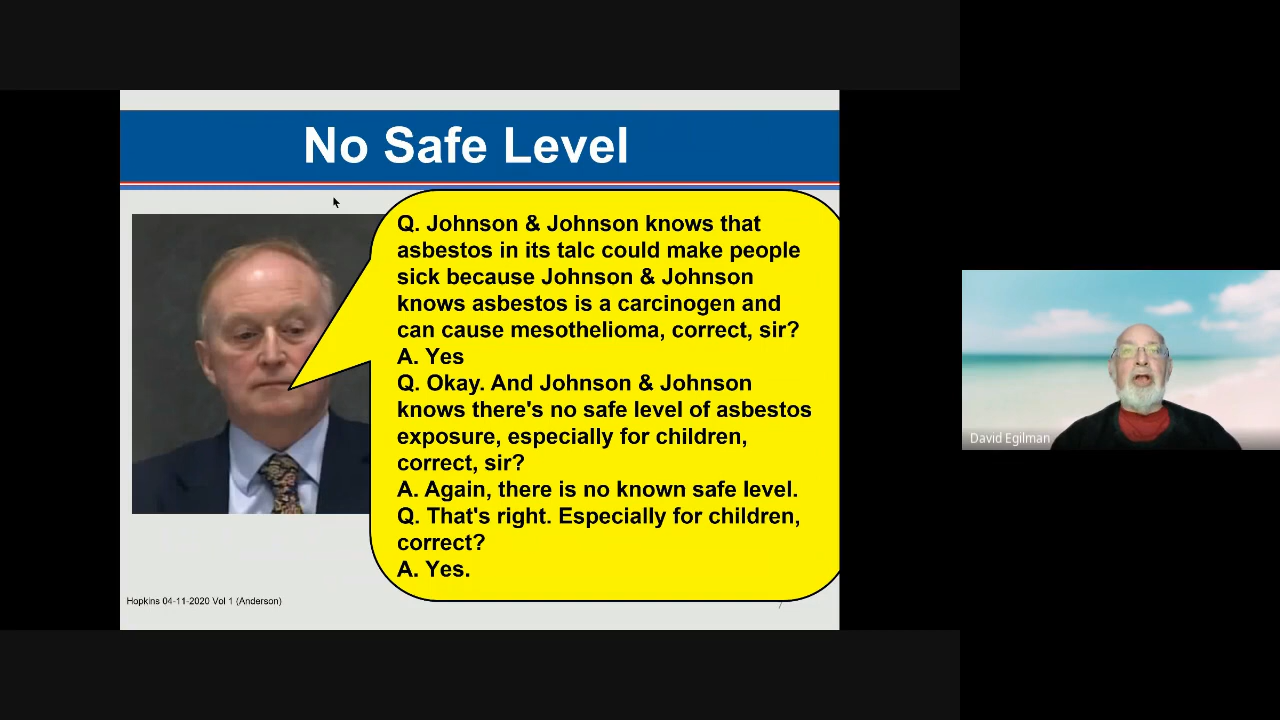 No Safe Level
Q. Johnson & Johnson knows that
asbestos in its talc could make people
sick because Johnson & Johnson
knows asbestos is a carcinogen and
can cause mesothelioma, correct, sir?
A. Yes
Q. Okay. And Johnson & Johnson
knows there's no safe level of asbestos
exposure, especially for children,
correct, sir?
A. Again, there is no known safe level.
Q. That's right. Especially for children,
correct?
A. Yes.
Hopkins 04-11-2020 Vol 1 (Anderson)
David Egilman